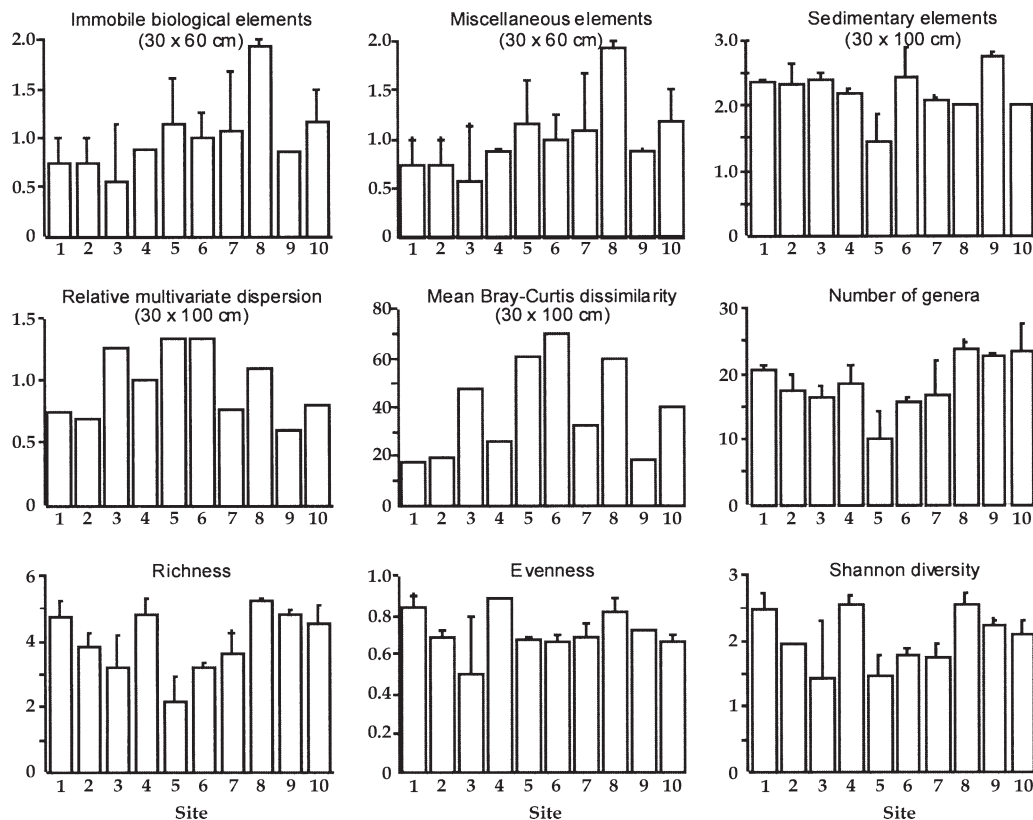 Immobile biological elements
(30 x 60 cm)
2.0
1.5
1.0
0.5
0
1 2 3 4 5 6 7 8 9 10
Miscellaneous elements
(30 x 60 cm)
2.0
1.5
1.0
0.5
0
1 2 3 4 5 6 7 8 9 10
Sedimentary elements
(30 x 100 cm)
3.0
2.0
1.0
0
1 2 3 4 5 6 7 8 9 10
Relative multivariate dispersion
(30 x 100 cm)
1.5
1.0
0.5
0
1 2 3 4 5 6 7 8 9 10
Mean Bray-Curtis dissimilarity
(30 x 100 cm)
80
60
40
20
0
1 2 3 4 5 6 7 8 9 10
Number of genera
30
20
10
0
1 2 3 4 5 6 7 8 9 10
Richness
6
4
2
0
1 2 3 4 5 6 7 8 9 10
Site
Evenness
1.0
0.8
0.6
0.4
0.2
0
1 2 3 4 5 6 7 8 9 10
Site
Shannon diversity
3
2
1
0
1 2 3 4 5 6 7 8 9 10
Site